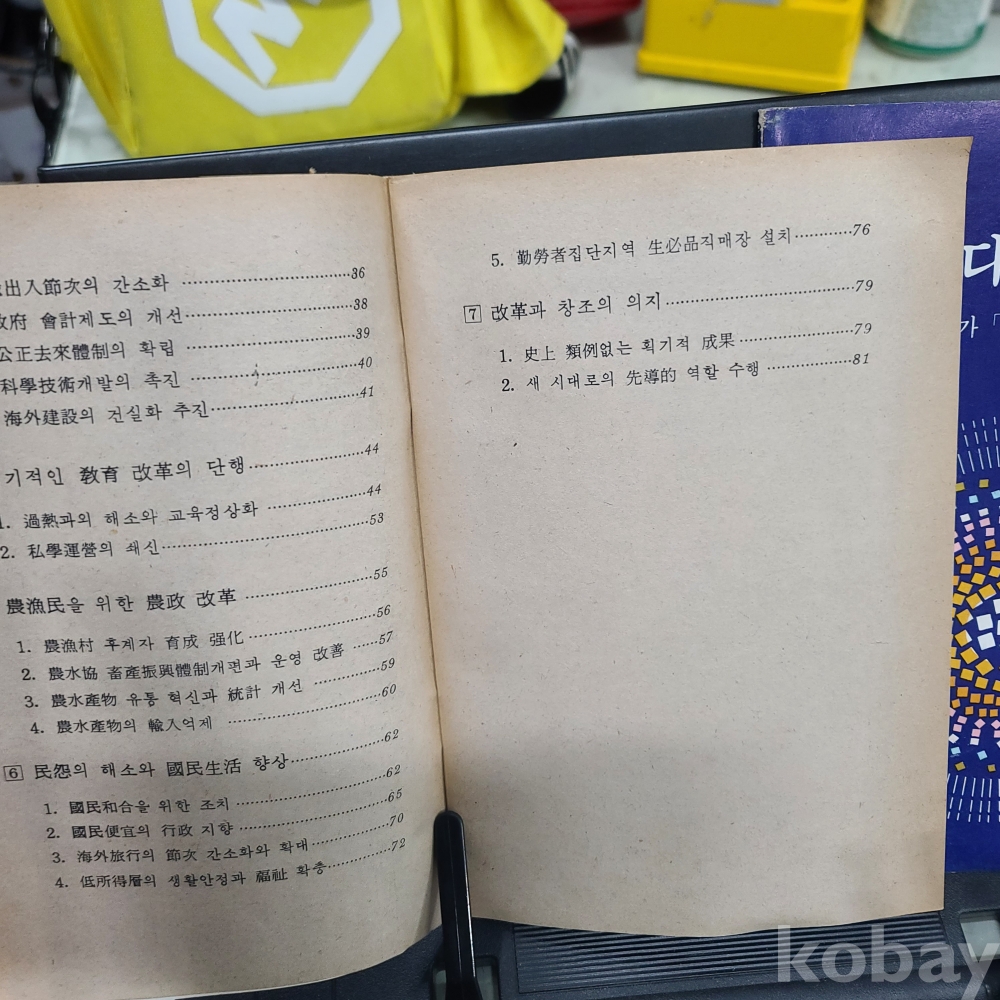 出入節次의 간소화 ……………36
政府 會計제도의 개선……………38
公正去來體制의 확립 ……………39
科學技術개발의 촉진 ……………40
海外建設의 건실화 추진……………41
기적인 敎育 改革의 단행……………44
1. 過熱과외 해소와 교육정상화 ……………44
2. 私學運營의 쇄신……………53
農漁民을 위한 農政 改革 ……………55
1. 農漁村 후계자 育成 强化……………56
2. 農水協 畜產振興體制개편과 운영 改善 ……57
3. 農水產物 유통 혁신과 統計 개선 ……………59
4. 農水產物의 輸入억제 ……………60
6 民怨의 해소와 國民生活 향상……………62
1. 國民和合을 위한 조치 ……………62
2. 國民便宜의 行政 지향……………65
3. 海外旅行의 節次 간소화와 확대……………70
4. 低所得層의 생활안정과 福祉 확충……………72
5. 勤勞者집단지역 生必品직매장 설치…………76
7 改革과 창조의 의지……………79
1. 史上 類例없는 획기적 成果……………79
2. 새 시대로의 先導的 역할 수행 ……………81
대
가「
kobay